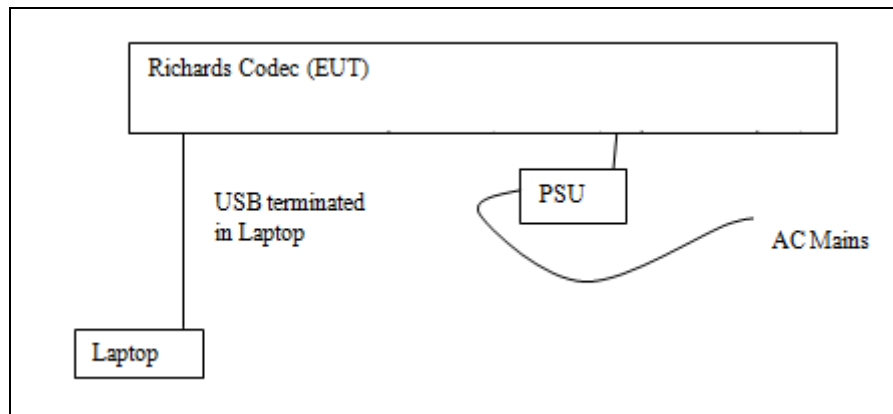 Richards Codec (EUT)
USB terminated
in Laptop
PSU
AC Mains
Laptop